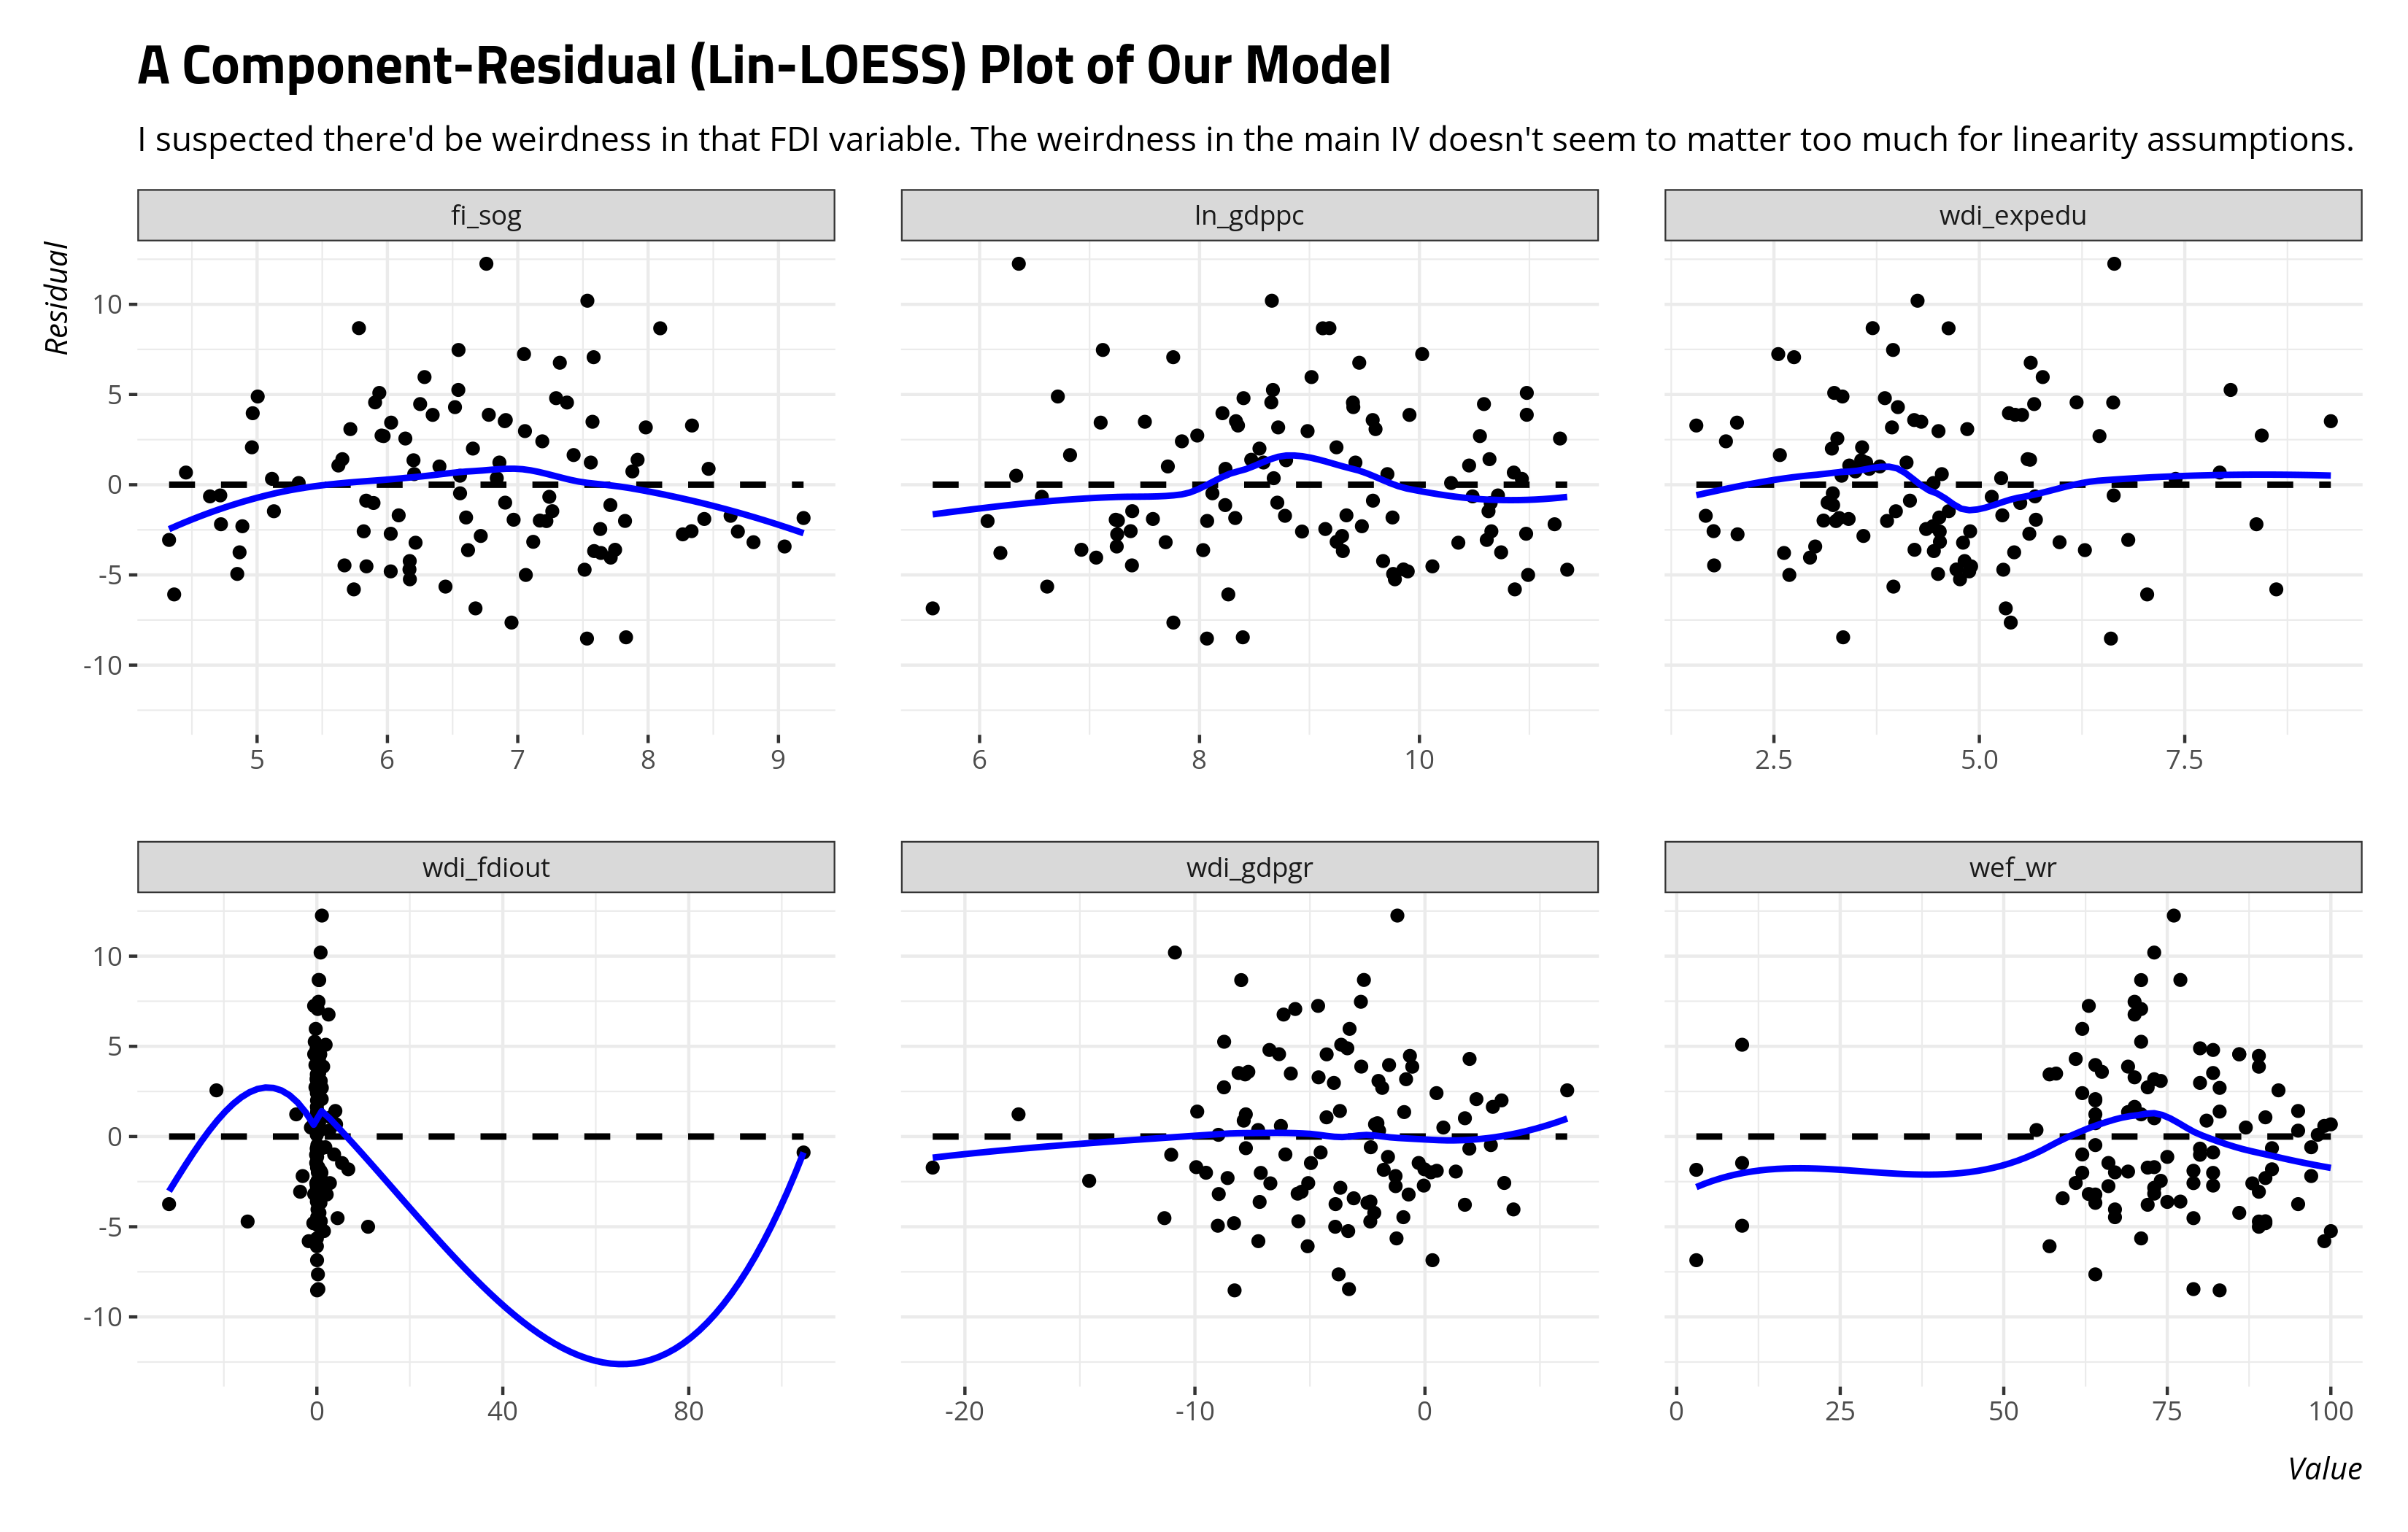 A Component-Residual (Lin-LOESS) Plot of Our Model
I suspected there'd be weirdness in that FDI variable. The weirdness in the main IV doesn't seem to matter too much for linearity assumptions.
fi_sog
ln_gdppc
wdi_expedu
Residual
10
5
0
-5
-10
5 6 7 8 9
6 8 10
2.5 5.0 7.5
wdi_fdiout
wdi_gdpgr
wef_wr
10
5
0
-5
-10
0 40 80
-20 -10 0
0 25 50 75 100
Value